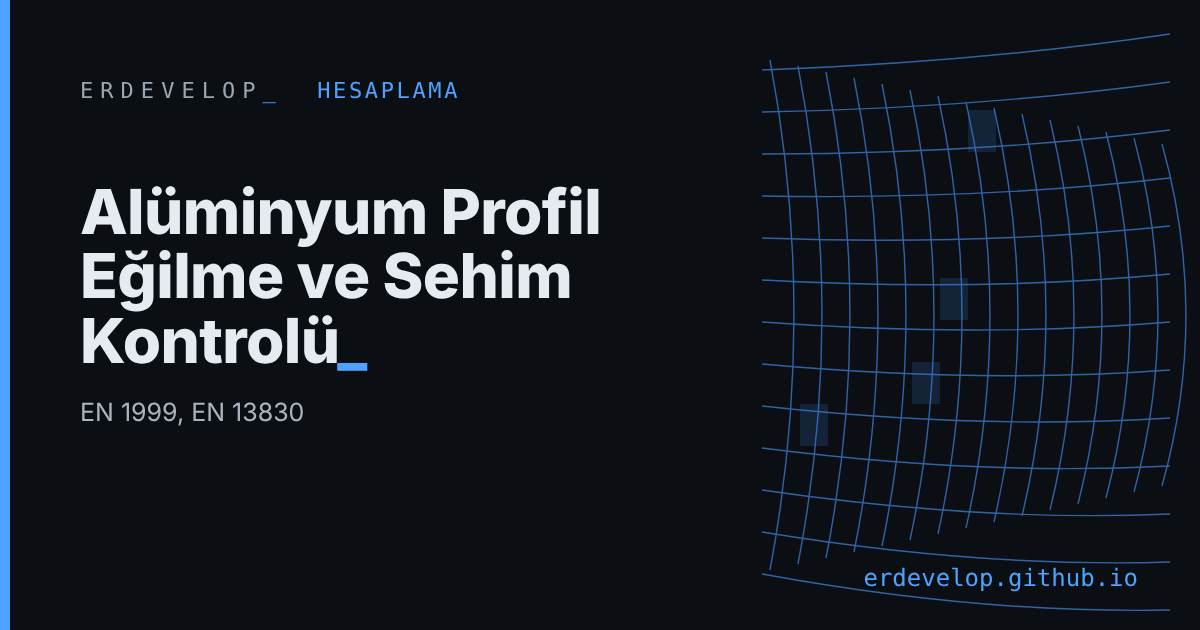 ERDEVELOP_ HESAPLAMA
Alüminyum Profil
Eğilme ve Sehim
Kontrolü_
EN 1999, EN 13830
erdevelop.github.io